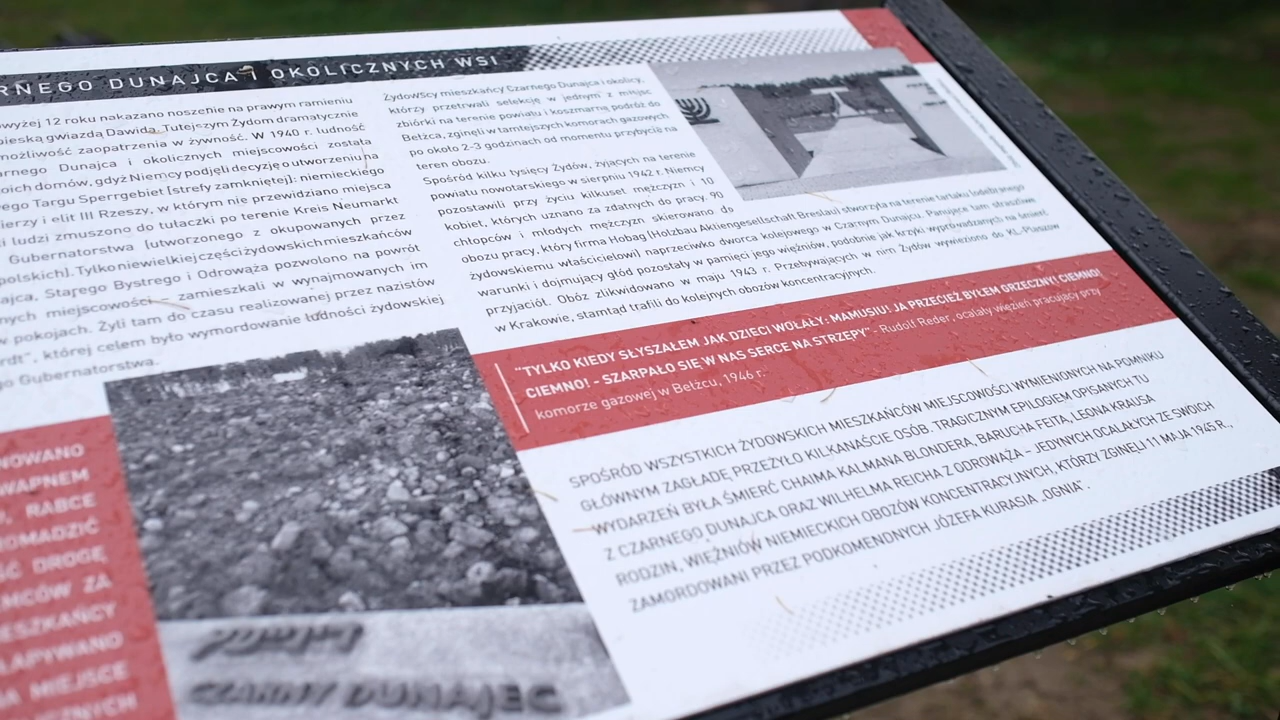 RNEGO DUNAJCA I OKOLICZNYCH WSI
wyżej 12 roku nakazano noszenie na prawym ramieniu
pieską gwiazdą Dawida. Tutejszym Żydom dramatycznie
możliwość zaopatrzenia w żywność. W 1940 r. ludność
arnego Dunajca i okolicznych miejscowości została
oich domów, gdyż Niemcy podjęli decyzję o utworzeniu na
ego Targu Sperrgebiet [strefy zamkniętej]: niemieckiego
ierzy i elit III Rzeszy, w którym nie przewidziano miejsca
i ludzi zmuszono do tułaczki po terenie Kreis Neumarkt
Gubernatorstwa [utworzonego z okupowanych przez
polskich]. Tylko niewielkiej części żydowskich mieszkańców
ajca, Starego Bystrego i Odrowąża pozwolono na powrót
nych miejscowości – zamieszkali w wynajmowanych im
w pokojach. Żyli tam do czasu realizowanej przez nazistów
rdt", której celem było wymordowanie ludności żydowskiej
go Gubernatorstwa.
NOWANO
WAPNEM
, RABCE
OMADZIĆ
ŚĆ DROGĘ
EMCÓW ZA
IESZKAŃCY
ŁAPYWANO
NA MIEJSCE
LICZNYCH
CZARNY DUNAJEC
Żydowscy mieszkańcy Czarnego Dunajca i okolicy,
którzy przetrwali selekcję w jednym z miejsc
zbiórki na terenie powiatu i koszmarną podróż do
Bełżca, zginęli w tamtejszych komorach gazowych
po około 2-3 godzinach od momentu przybycia na
teren obozu.
Spośród kilku tysięcy Żydów, żyjących na terenie
powiatu nowotarskiego w sierpniu 1942 r. Niemcy
pozostawili przy życiu kilkuset mężczyzn i 10
kobiet, których uznano za zdatnych do pracy. 90
chłopców i młodych mężczyzn skierowano do
obozu pracy, który firma Hobag [Holzbau Aktiengesellschaft Breslau] stworzyła na terenie tartaku [odebranego
żydowskiemu właścicielowi] naprzeciwko dworca kolejowego w Czarnym Dunajcu. Panujące tam straszliwe
warunki i dojmujący głód pozostały w pamięci jego więźniów, podobnie jak krzyki wyprowadzanych na śmierć
przyjaciół. Obóz zlikwidowano w maju 1943 r. Przebywających w nim Żydów wywieziono do KL-Plaszow
w Krakowie, stamtąd trafili do kolejnych obozów koncentracyjnych.
"TYLKO KIEDY SŁYSZAŁEM JAK DZIECI WOŁAŁY: MAMUSIU! JA PRZECIEŻ BYŁEM GRZECZNY! CIEMNO!
CIEMNO! - SZARPAŁO SIĘ W NAS SERCE NA STRZĘPY" - Rudolf Reder, ocalały więzień pracujący przy
komorze gazowej w Bełżcu, 1946 r.
SPOŚRÓD WSZYSTKICH ŻYDOWSKICH MIESZKAŃCÓW MIEJSCOWOŚCI WYMIENIONYCH NA POMNIKU
GŁÓWNYM ZAGŁADĘ PRZEŻYŁO KILKANAŚCIE OSÓB. TRAGICZNYM EPILOGIEM OPISANYCH TU
WYDARZEŃ BYŁA ŚMIERĆ CHAIMA KALMANA BLONDERA, BARUCHA FEITA, LEONA KRAUSA
Z CZARNEGO DUNAJCA ORAZ WILHELMA REICHA Z ODROWĄŻA – JEDYNYCH OCALAŁYCH ZE SWOICH
RODZIN, WIĘŹNIÓW NIEMIECKICH OBOZÓW KONCENTRACYJNYCH, KTÓRZY ZGINĘLI 11 MAJA 1945 R.,
ZAMORDOWANI PRZEZ PODKOMENDNYCH JÓZEFA KURASIA „OGNIA".